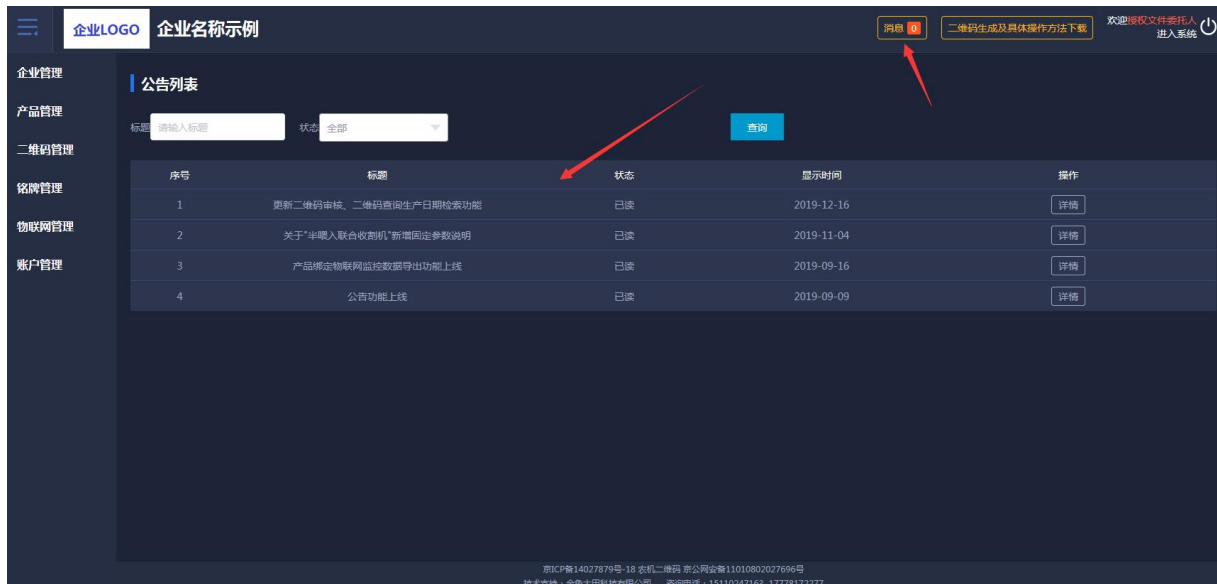 企业LOGO 企业名称示例 消息 0 二维码生成及具体操作方法下载 欢迎授权文件委托人
进入系统
企业管理
产品管理
二维码管理
铭牌管理
物联网管理
账户管理
公告列表
标题 请输入标题 状态 全部 查询
序号 标题 状态 显示时间 操作
1 更新二维码审核、二维码查询生产日期检索功能 已读 2019-12-16 详情
2 关于"半喂入联合收割机"新增固定参数说明 已读 2019-11-04 详情
3 产品绑定物联网监控数据导出功能上线 已读 2019-09-16 详情
4 公告功能上线 已读 2019-09-09 详情
京ICP备14027879号-18 农机二维码 京公网安备11010802027696号